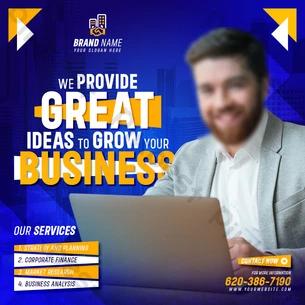 BRAND NAME
YOUR SLOGAN HERE
WE PROVIDE
GREAT
IDEAS TO GROW YOUR
BUSINESS
OUR SERVICES
1. STRATEGY AND PLANNING
2. CORPORATE FINANCE
3. MARKET RESEARCH
4. BUSINESS ANALYSIS
CONTACT NOW
FOR MORE INFORMATION
620-386-7190
WWW.YOURWEBSITE.COM